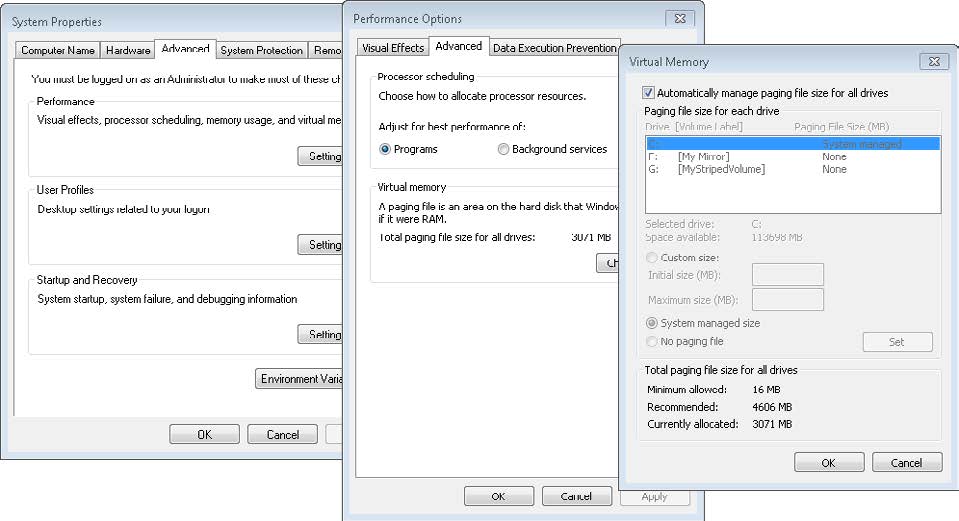 System Properties
Computer Name
Hardware
Advanced
System Protection
Remo
You must be logged on as an Administrator to make most of these ch
Performance
Visual effects, processor scheduling, memory usage, and virtual me
Setting
User Profiles
Desktop settings related to your logon
Setting
Startup and Recovery
System startup, system failure, and debugging information
Setting
Environment Varia
OK
Cancel
Performance Options
Visual Effects
Advanced
Data Execution Prevention
Processor scheduling
Choose how to allocate processor resources.
Adjust for best performance of:
Programs
Background services
Virtual memory
A paging file is an area on the hard disk that Window
if it were RAM.
Total paging file size for all drives: 3071 MB
Ch
OK
Cancel
Apply
Virtual Memory
Automatically manage paging file size for all drives
Paging file size for each drive
Drive [Volume Label] Paging File Size (MB)
C: System managed
F: [My Mirror] None
G: [MyStripedVolume] None
Selected drive: C:
Space available: 113698 MB
Custom size:
Initial size (MB):
Maximum size (MB):
System managed size
No paging file
Set
Total paging file size for all drives
Minimum allowed: 16 MB
Recommended: 4606 MB
Currently allocated: 3071 MB
OK
Cancel